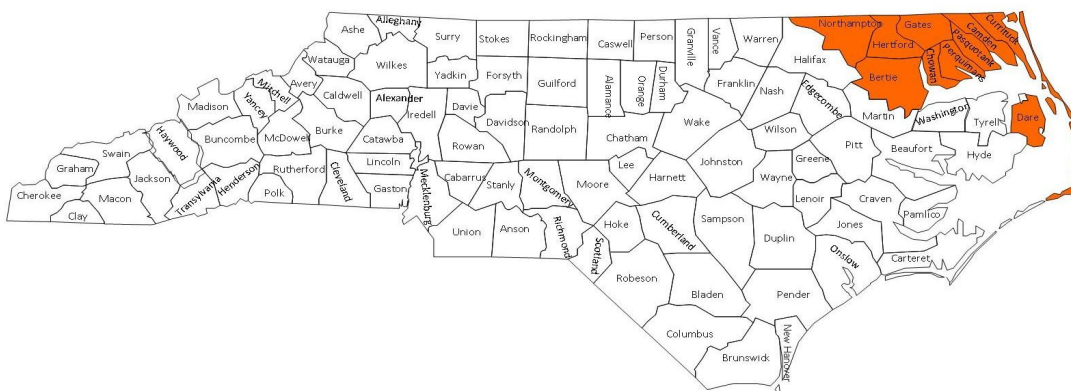 Alleghany
Ashe
Surry
Stokes
Rockingham
Caswell
Person
Granville
Vance
Warren
Northampton
Gates
Currituck
Camden
Pasquotank
Perquimans
Hertford
Chowan
Bertie
Halifax
Watauga
Wilkes
Yadkin
Forsyth
Guilford
Alamance
Orange
Durham
Franklin
Nash
Edgecombe
Martin
Washington
Tyrell
Dare
Mitchell
Avery
Caldwell
Alexander
Iredell
Davie
Davidson
Randolph
Chatham
Wake
Wilson
Pitt
Beaufort
Hyde
Madison
Yancey
Buncombe
McDowell
Burke
Catawba
Rowan
Haywood
Swain
Graham
Jackson
Cherokee
Macon
Clay
Transylvania
Henderson
Rutherford
Polk
Cleveland
Lincoln
Gaston
Mecklenburg
Cabarrus
Stanly
Montgomery
Moore
Lee
Harnett
Johnston
Wayne
Greene
Lenoir
Craven
Pamlico
Jones
Carteret
Onslow
Union
Anson
Richmond
Scotland
Hoke
Cumberland
Sampson
Duplin
Robeson
Bladen
Pender
Columbus
Brunswick
New Hanover